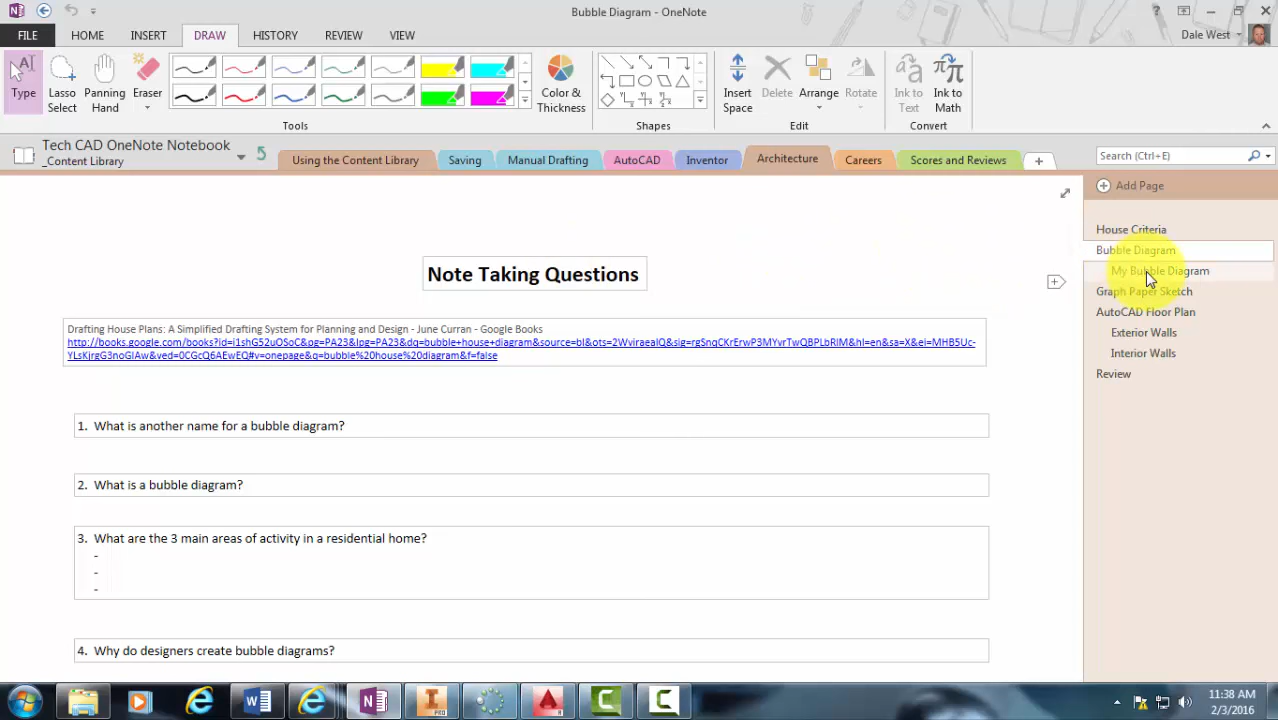 Bubble Diagram - OneNote
FILE HOME INSERT DRAW HISTORY REVIEW VIEW
Dale West
Type
Lasso Select
Panning Hand
Eraser
Color & Thickness
Insert Space
Delete
Arrange
Rotate
Ink to Text
Ink to Math
Tools
Shapes
Edit
Convert
Tech CAD OneNote Notebook
_Content Library
Using the Content Library Saving Manual Drafting AutoCAD Inventor Architecture Careers Scores and Reviews
Search (Ctrl+E)
Add Page
House Criteria
Bubble Diagram
My Bubble Diagram
Graph Paper Sketch
AutoCAD Floor Plan
Exterior Walls
Interior Walls
Review
Note Taking Questions
Drafting House Plans: A Simplified Drafting System for Planning and Design - June Curran - Google Books
1. What is another name for a bubble diagram?
2. What is a bubble diagram?
3. What are the 3 main areas of activity in a residential home?
-
-
-
4. Why do designers create bubble diagrams?
11:38 AM
2/3/2016